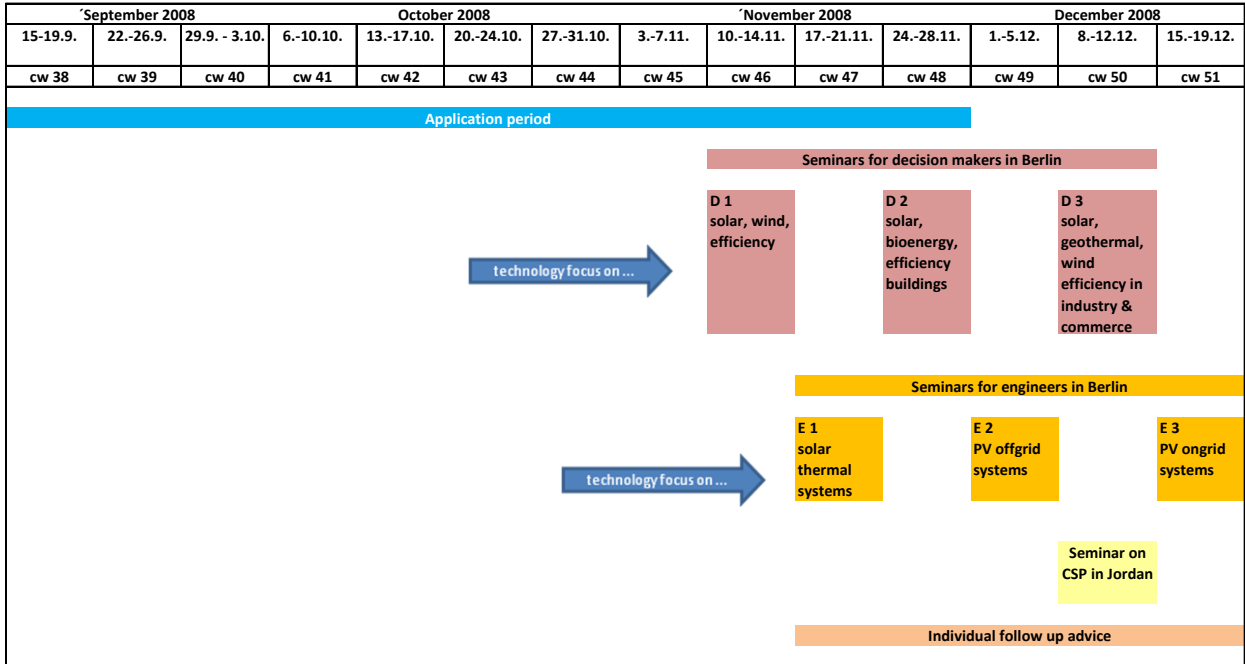 ´September 2008 October 2008 ´November 2008 December 2008
15-19.9. 22.-26.9. 29.9. - 3.10. 6.-10.10. 13.-17.10. 20.-24.10. 27.-31.10. 3.-7.11. 10.-14.11. 17.-21.11. 24.-28.11. 1.-5.12. 8.-12.12. 15.-19.12.
cw 38 cw 39 cw 40 cw 41 cw 42 cw 43 cw 44 cw 45 cw 46 cw 47 cw 48 cw 49 cw 50 cw 51
Application period
Seminars for decision makers in Berlin
D 1
solar, wind,
efficiency
D 2
solar,
bioenergy,
efficiency
buildings
D 3
solar,
geothermal,
wind
efficiency in
industry &
commerce
technology focus on ...
Seminars for engineers in Berlin
E 1
solar
thermal
systems
E 2
PV offgrid
systems
E 3
PV ongrid
systems
technology focus on ...
Seminar on
CSP in Jordan
Individual follow up advice